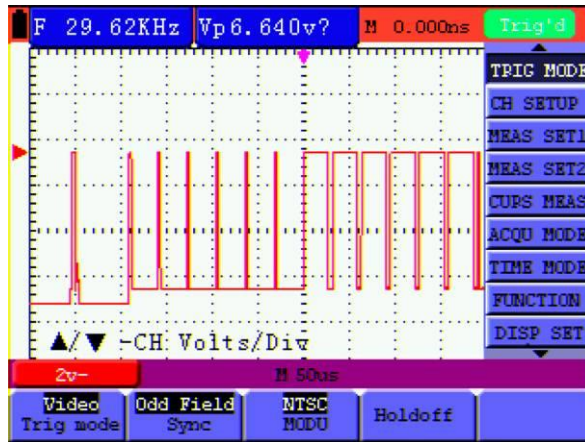 F 29.62KHz Vp6.640v? M 0.000ns Trig'd
TRIG MODE
CH SETUP
MEAS SET1
MEAS SET2
CURS MEAS
ACQU MODE
TIME MODE
FUNCTION
DISP SET
▲/▼ -CH Volts/Div
2v- M 50us
Video Odd Field NTSC Holdoff
Trig mode Sync MODU